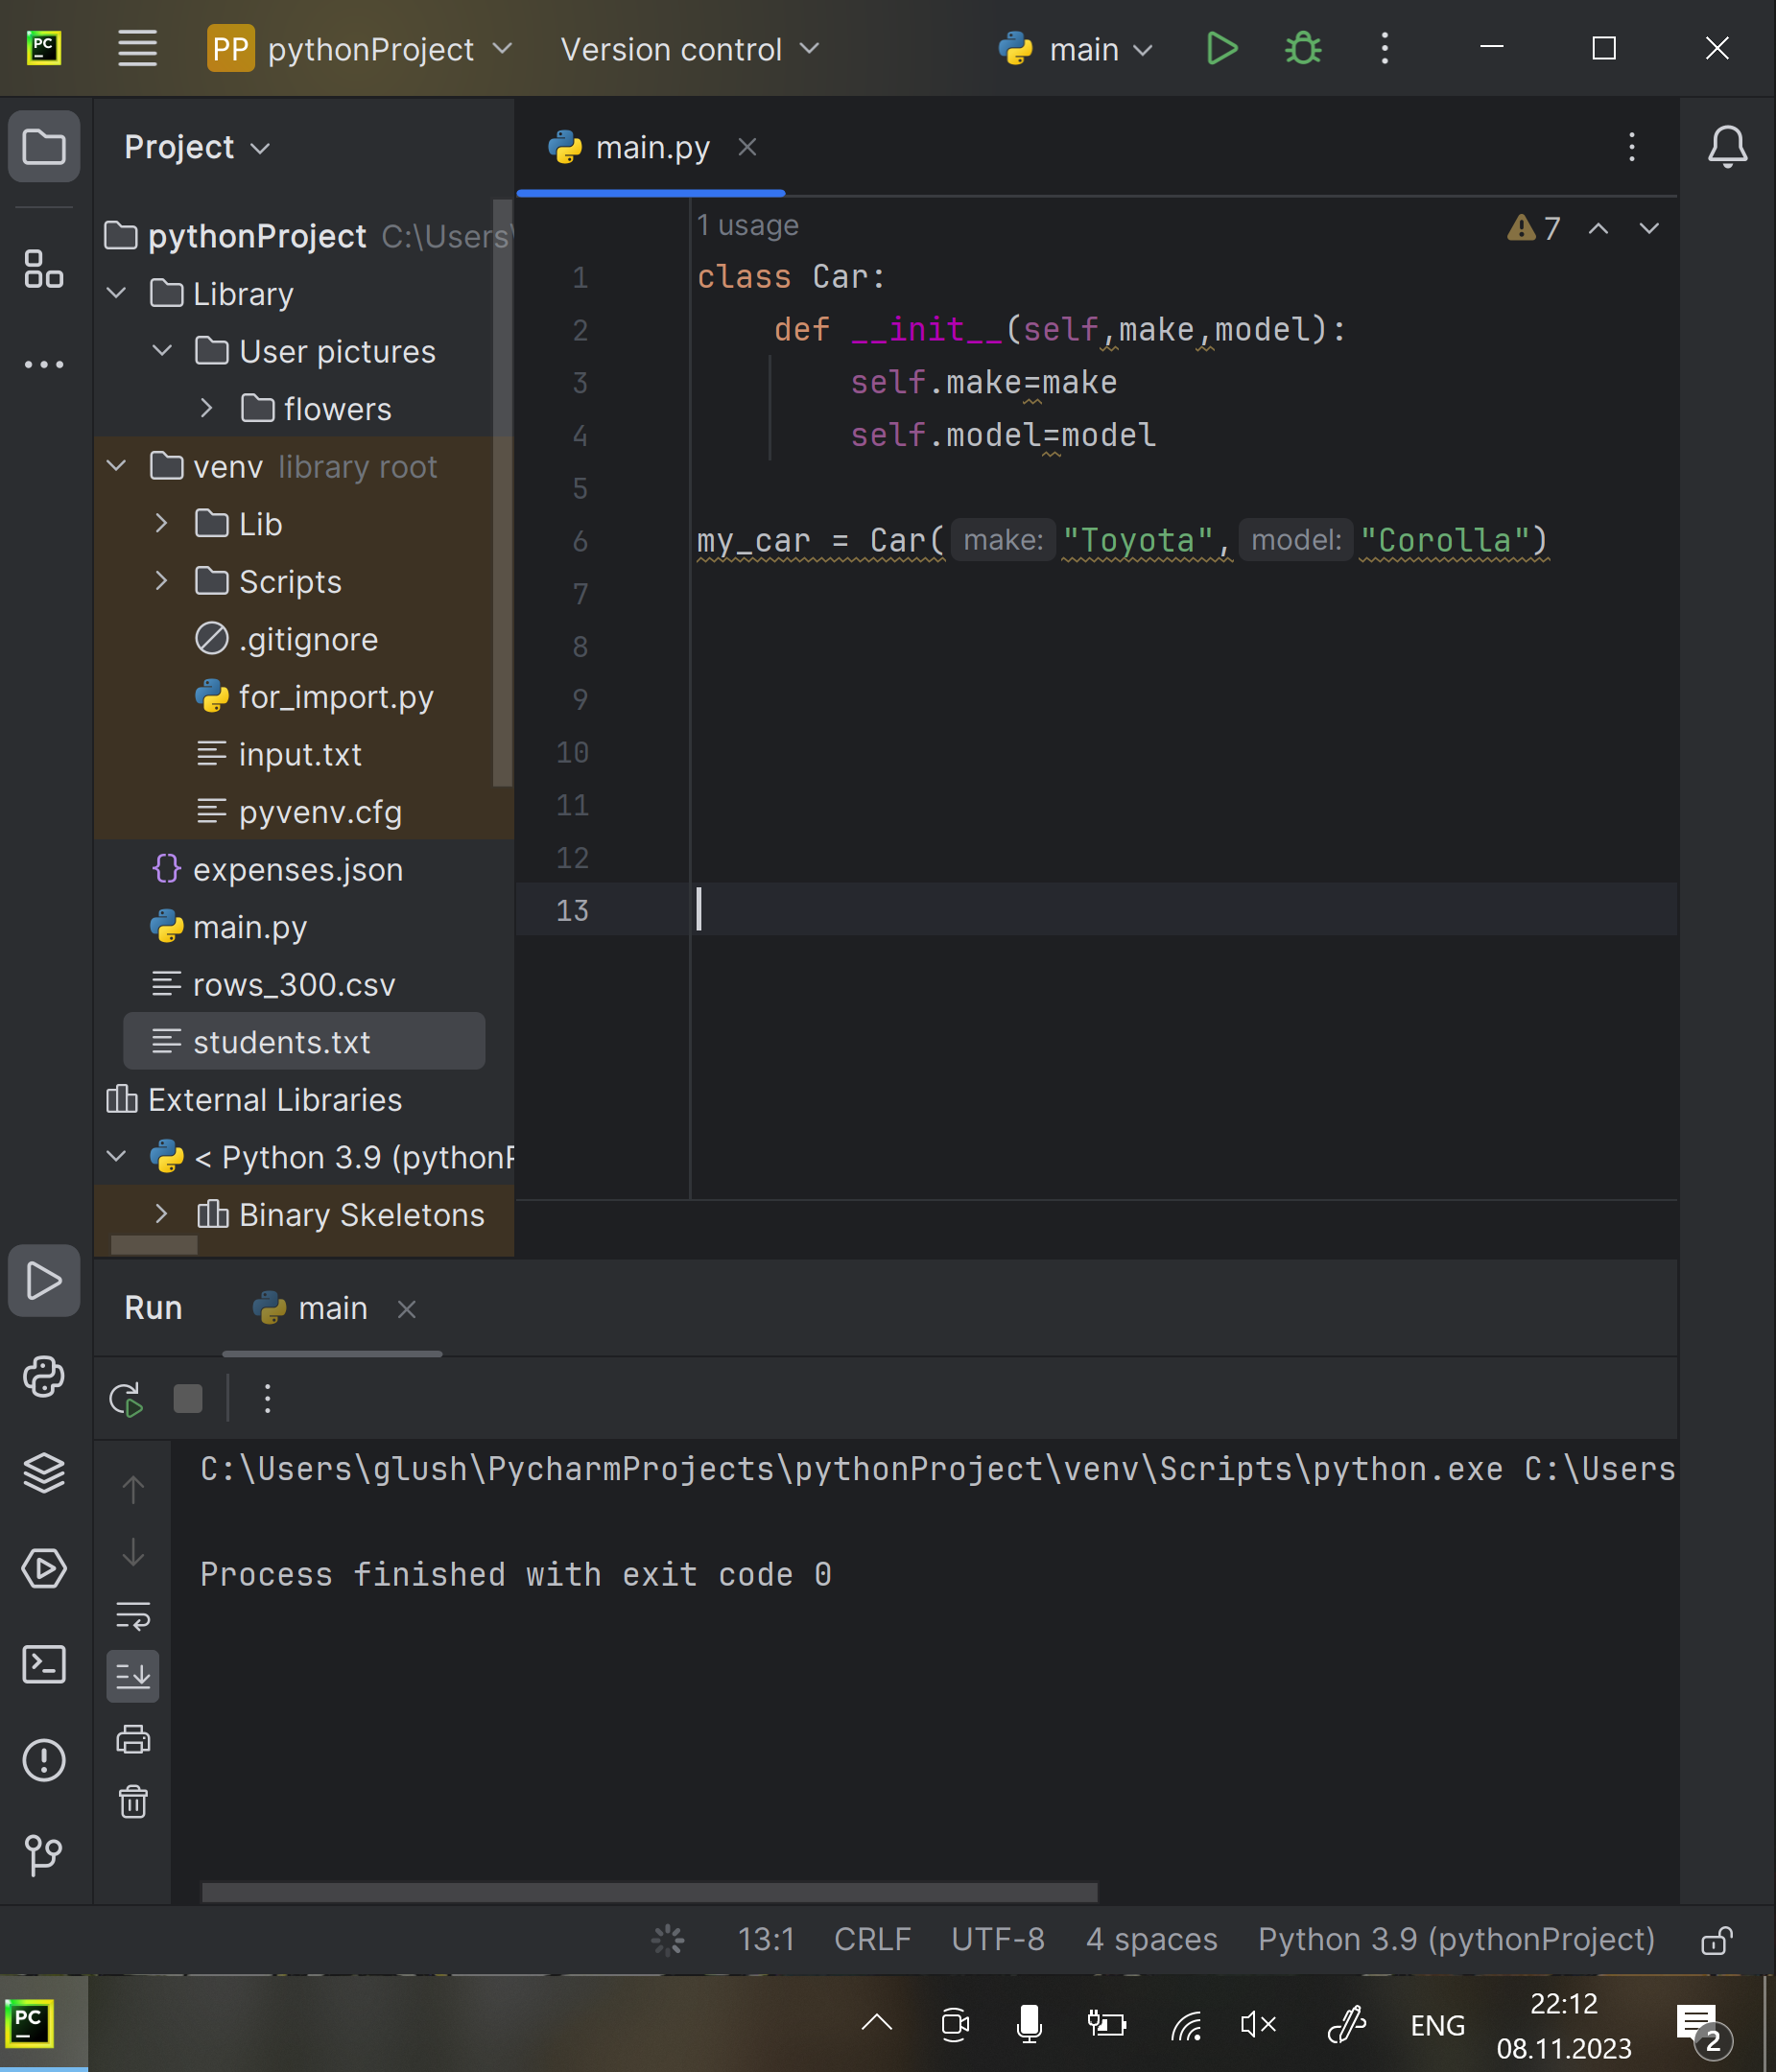 PC
PP pythonProject Version control main
Project
main.py
pythonProject C:\Users\
Library
User pictures
flowers
venv library root
Lib
Scripts
.gitignore
for_import.py
input.txt
pyvenv.cfg
expenses.json
main.py
rows_300.csv
students.txt
External Libraries
< Python 3.9 (pythonP
Binary Skeletons
1 usage
7
1 class Car:
2 def __init__(self,make,model):
3 self.make=make
4 self.model=model
5
6 my_car = Car( make: "Toyota", model: "Corolla")
7
8
9
10
11
12
13
Run main
C:\Users\glush\PycharmProjects\pythonProject\venv\Scripts\python.exe C:\Users
Process finished with exit code 0
13:1 CRLF UTF-8 4 spaces Python 3.9 (pythonProject)
PC
ENG
22:12
08.11.2023
2